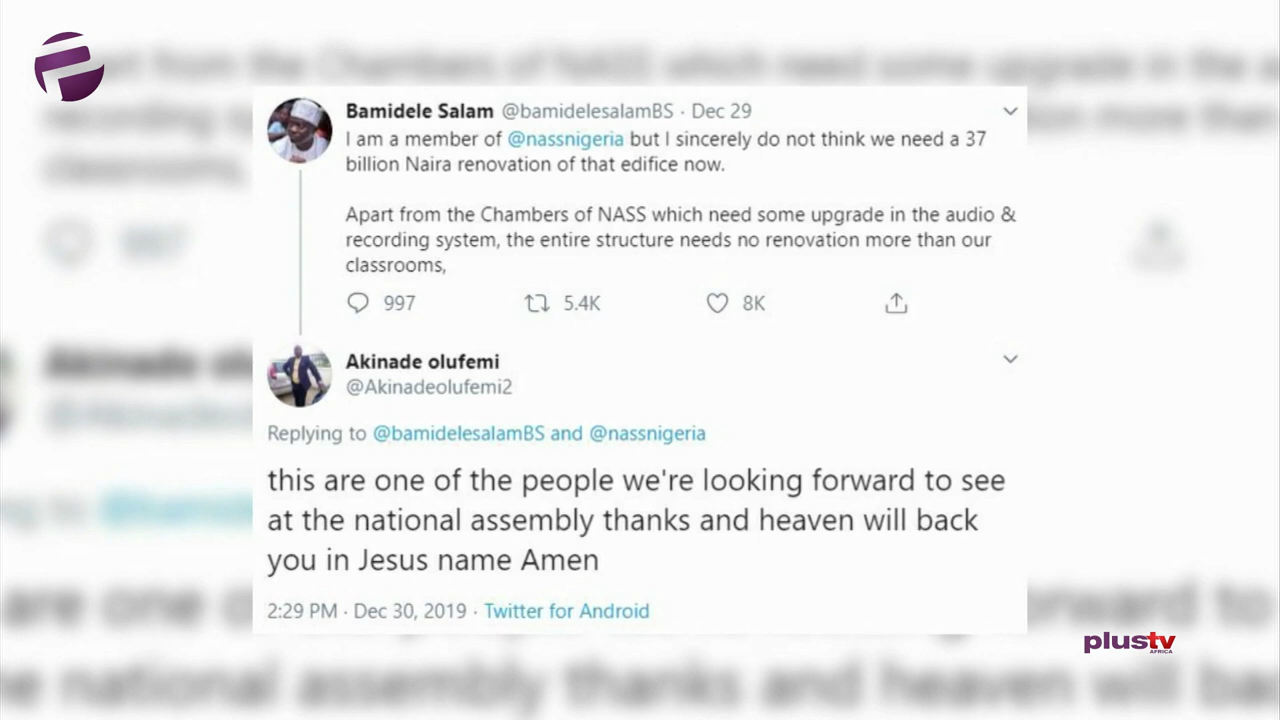 Bamidele Salam @bamidelesalamBS · Dec 29
I am a member of @nassnigeria but I sincerely do not think we need a 37
billion Naira renovation of that edifice now.
Apart from the Chambers of NASS which need some upgrade in the audio &
recording system, the entire structure needs no renovation more than our
classrooms,
997 5.4K 8K
Akinade olufemi
@Akinadeolufemi2
Replying to @bamidelesalamBS and @nassnigeria
this are one of the people we're looking forward to see
at the national assembly thanks and heaven will back
you in Jesus name Amen
2:29 PM · Dec 30, 2019 · Twitter for Android
plustv
AFRICA